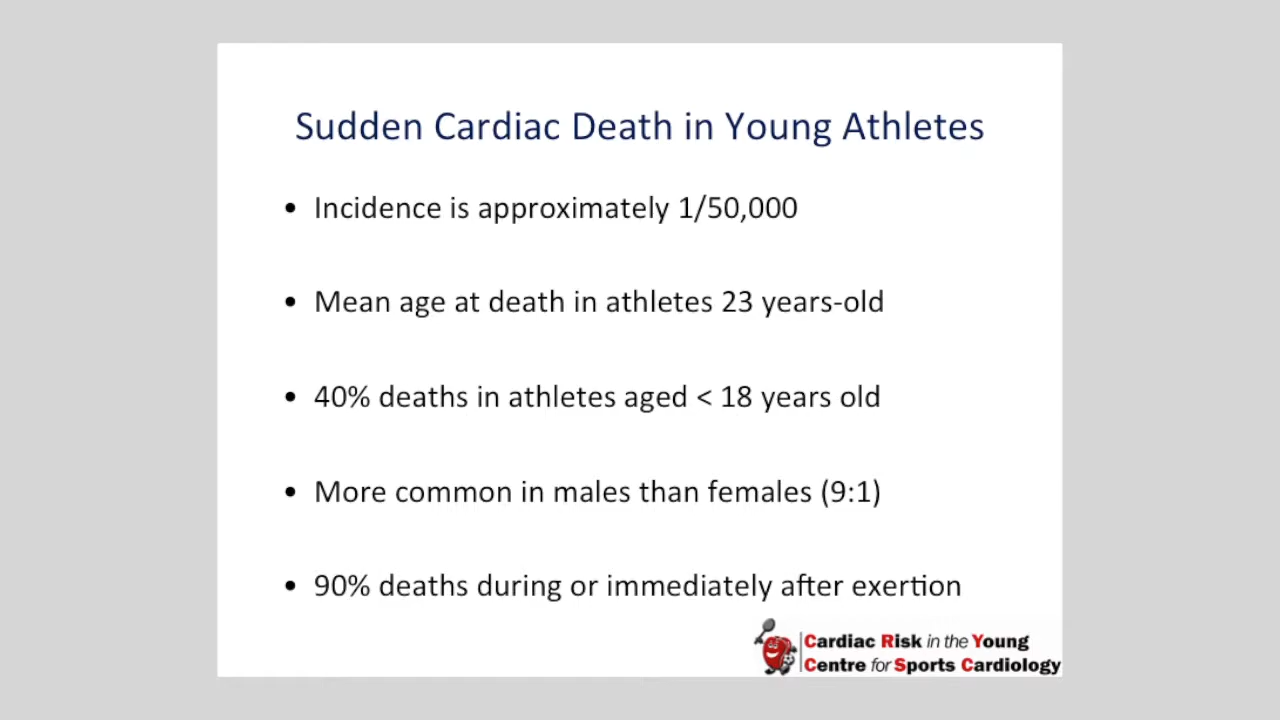 Sudden Cardiac Death in Young Athletes
• Incidence is approximately 1/50,000
• Mean age at death in athletes 23 years-old
• 40% deaths in athletes aged < 18 years old
• More common in males than females (9:1)
• 90% deaths during or immediately after exertion
Cardiac Risk in the Young
Centre for Sports Cardiology